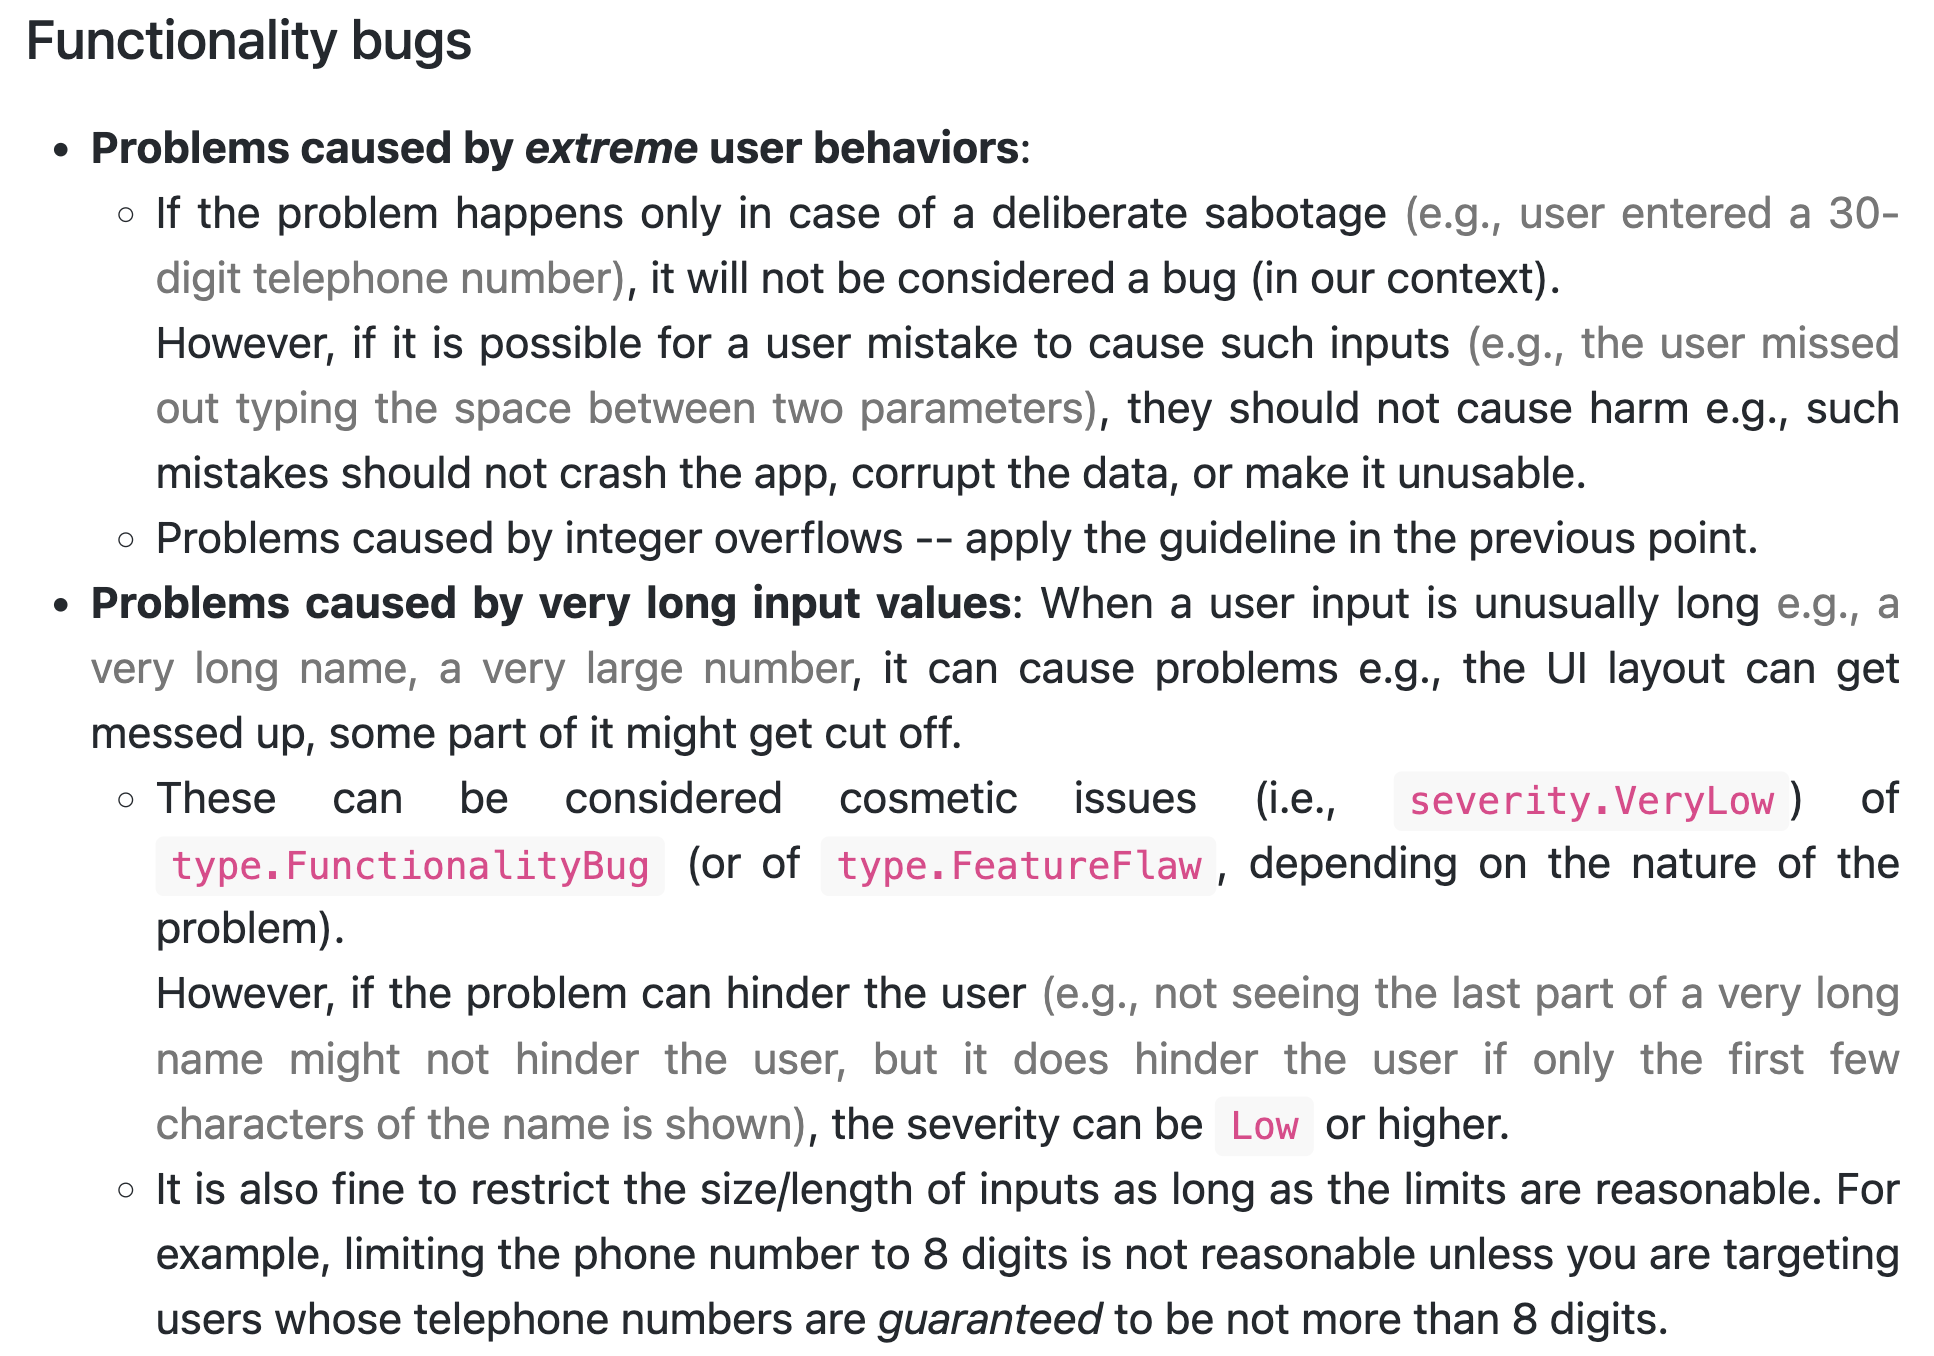 Functionality bugs
• Problems caused by extreme user behaviors:
◦ If the problem happens only in case of a deliberate sabotage (e.g., user entered a 30-
digit telephone number), it will not be considered a bug (in our context).
However, if it is possible for a user mistake to cause such inputs (e.g., the user missed
out typing the space between two parameters), they should not cause harm e.g., such
mistakes should not crash the app, corrupt the data, or make it unusable.
◦ Problems caused by integer overflows -- apply the guideline in the previous point.
• Problems caused by very long input values: When a user input is unusually long e.g., a
very long name, a very large number, it can cause problems e.g., the UI layout can get
messed up, some part of it might get cut off.
◦ These can be considered cosmetic issues (i.e., severity.VeryLow) of
type.FunctionalityBug (or of type.FeatureFlaw, depending on the nature of the
problem).
However, if the problem can hinder the user (e.g., not seeing the last part of a very long
name might not hinder the user, but it does hinder the user if only the first few
characters of the name is shown), the severity can be Low or higher.
◦ It is also fine to restrict the size/length of inputs as long as the limits are reasonable. For
example, limiting the phone number to 8 digits is not reasonable unless you are targeting
users whose telephone numbers are guaranteed to be not more than 8 digits.